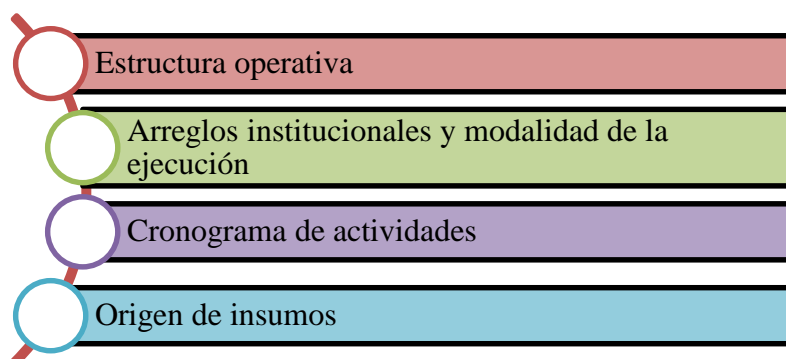 Estructura operativa
Arreglos institucionales y modalidad de la
ejecución
Cronograma de actividades
Origen de insumos